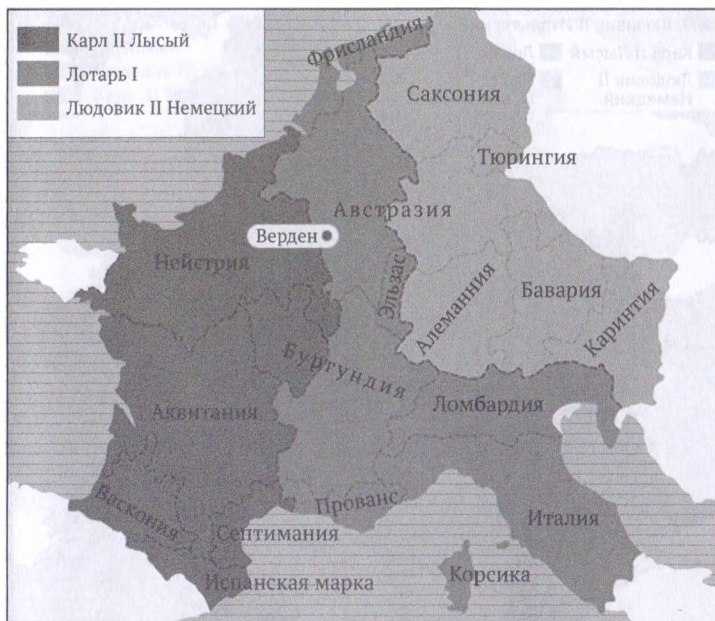 Карл II Лысый
Лотарь I
Людовик II Немецкий
Фрисландия
Саксония
Тюрингия
Австразия
Верден
Нейстрия
Эльзас
Алеманния
Бавария
Каринтия
Бургундия
Ломбардия
Аквитания
Васкония
Септимания
Прованс
Италия
Испанская марка
Корсика